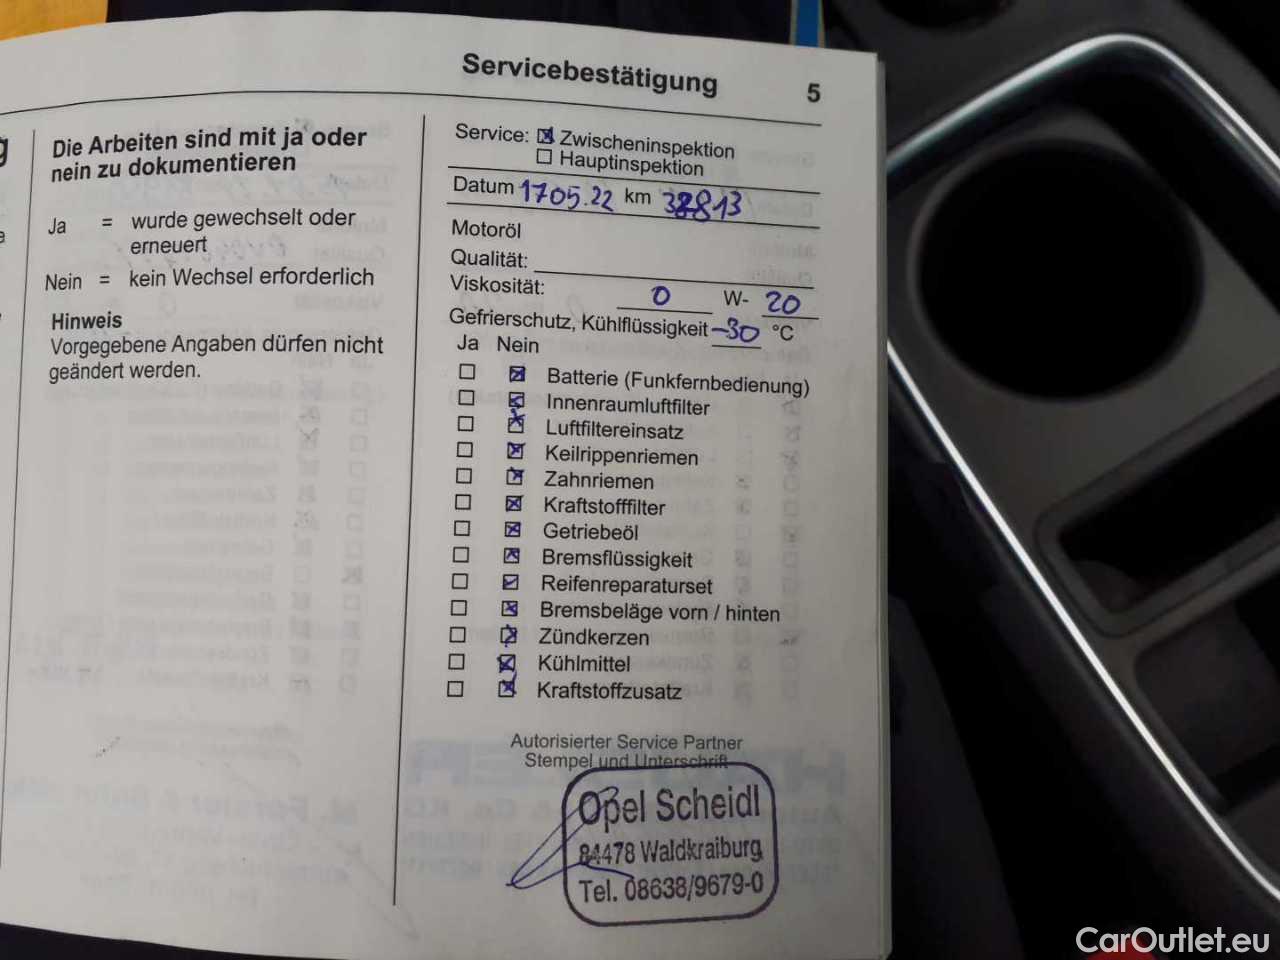 Servicebestätigung
5
Die Arbeiten sind mit ja oder
nein zu dokumentieren
Ja = wurde gewechselt oder
erneuert
Nein = kein Wechsel erforderlich
Hinweis
Vorgegebene Angaben dürfen nicht
geändert werden.
Service: Zwischeninspektion
Hauptinspektion
Datum 1705.22 km
Motoröl
Qualität:
Viskosität: 0 W- 20
Gefrierschutz, Kühlflüssigkeit -30 °C
Ja Nein
Batterie (Funkfernbedienung)
Innenraumluftfilter
Luftfiltereinsatz
Keilrippenriemen
Zahnriemen
Kraftstofffilter
Getriebeöl
Bremsflüssigkeit
Reifenreparaturset
Bremsbeläge vorn / hinten
Zündkerzen
Kühlmittel
Kraftstoffzusatz
Autorisierter Service Partner
Stempel und Unterschrift
Opel Scheidl
84478 Waldkraiburg
Tel. 08638/9679-0
CarOutlet.eu